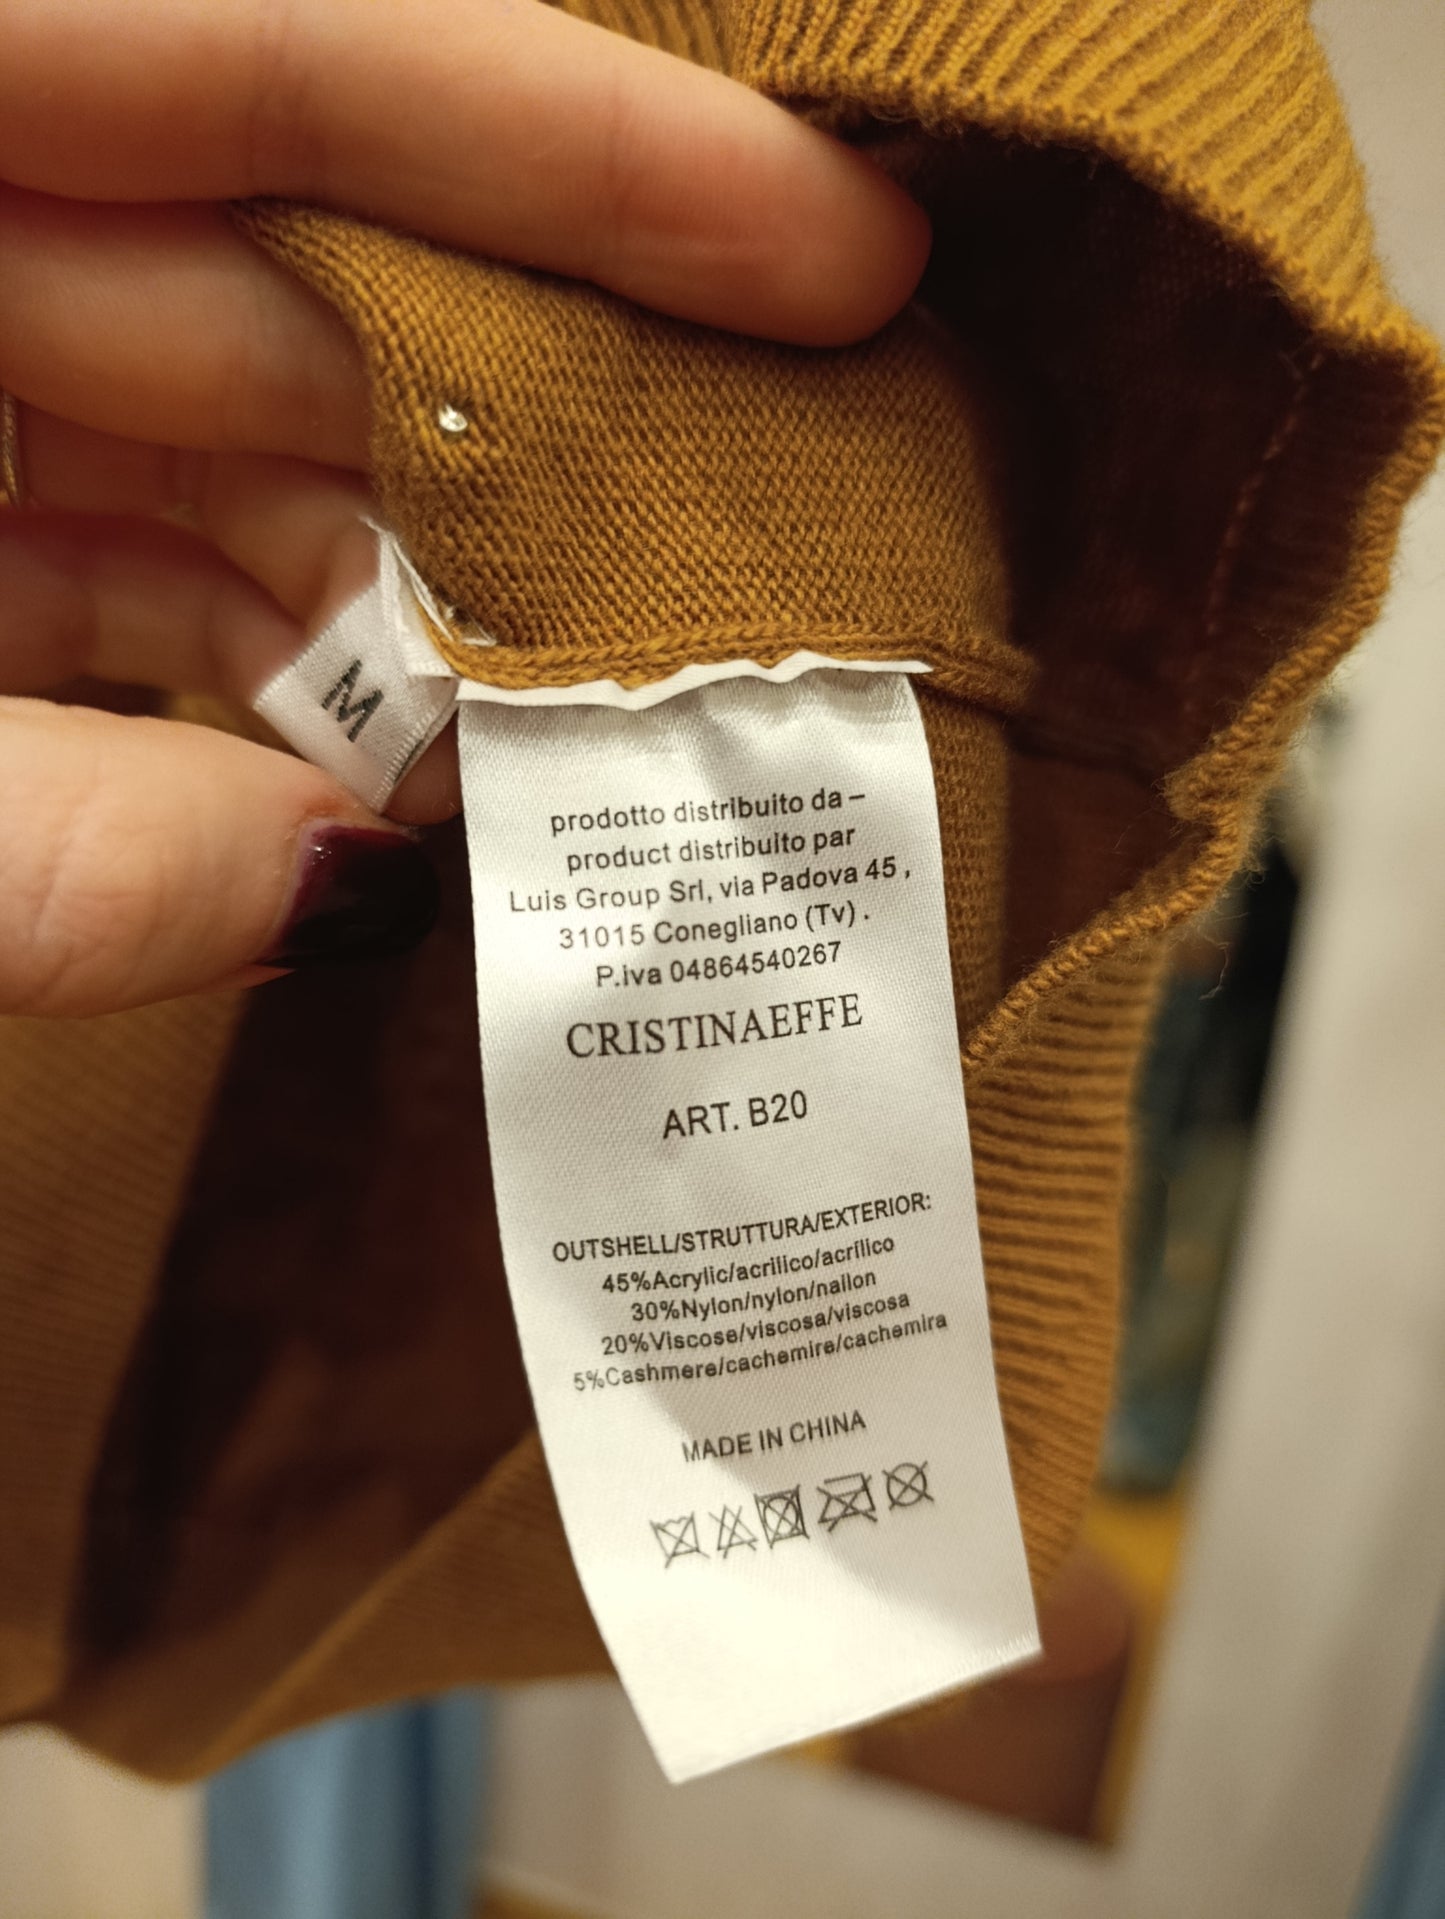 M
prodotto distribuito da –
product distribuito par
Luis Group Srl, via Padova 45 ,
31015 Conegliano (Tv) .
P.iva 04864540267
CRISTINAEFFE
ART. B20
OUTSHELL/STRUTTURA/EXTERIOR:
45%Acrylic/acrilico/acrílico
30%Nylon/nylon/nailon
20%Viscose/viscosa/viscosa
5%Cashmere/cachemire/cachemira
MADE IN CHINA